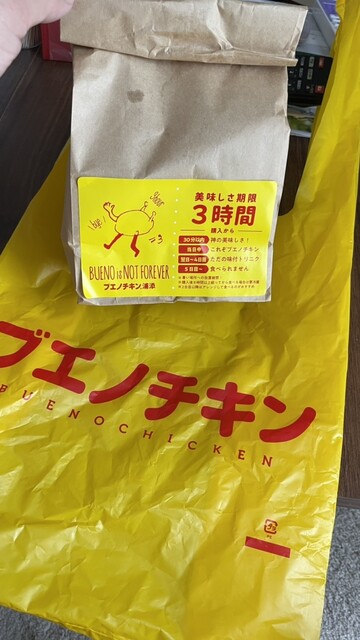 美味しさ期限
3時間
購入から
30分以内 神の美味しさ！
当日中 これぞブエノチキン
翌日〜4日目 ただの味付トリニク
5日目〜 食べられません
BUENO is NOT FOREVER
ブエノチキン浦添
ブエノチキン
BUENOCHICKEN